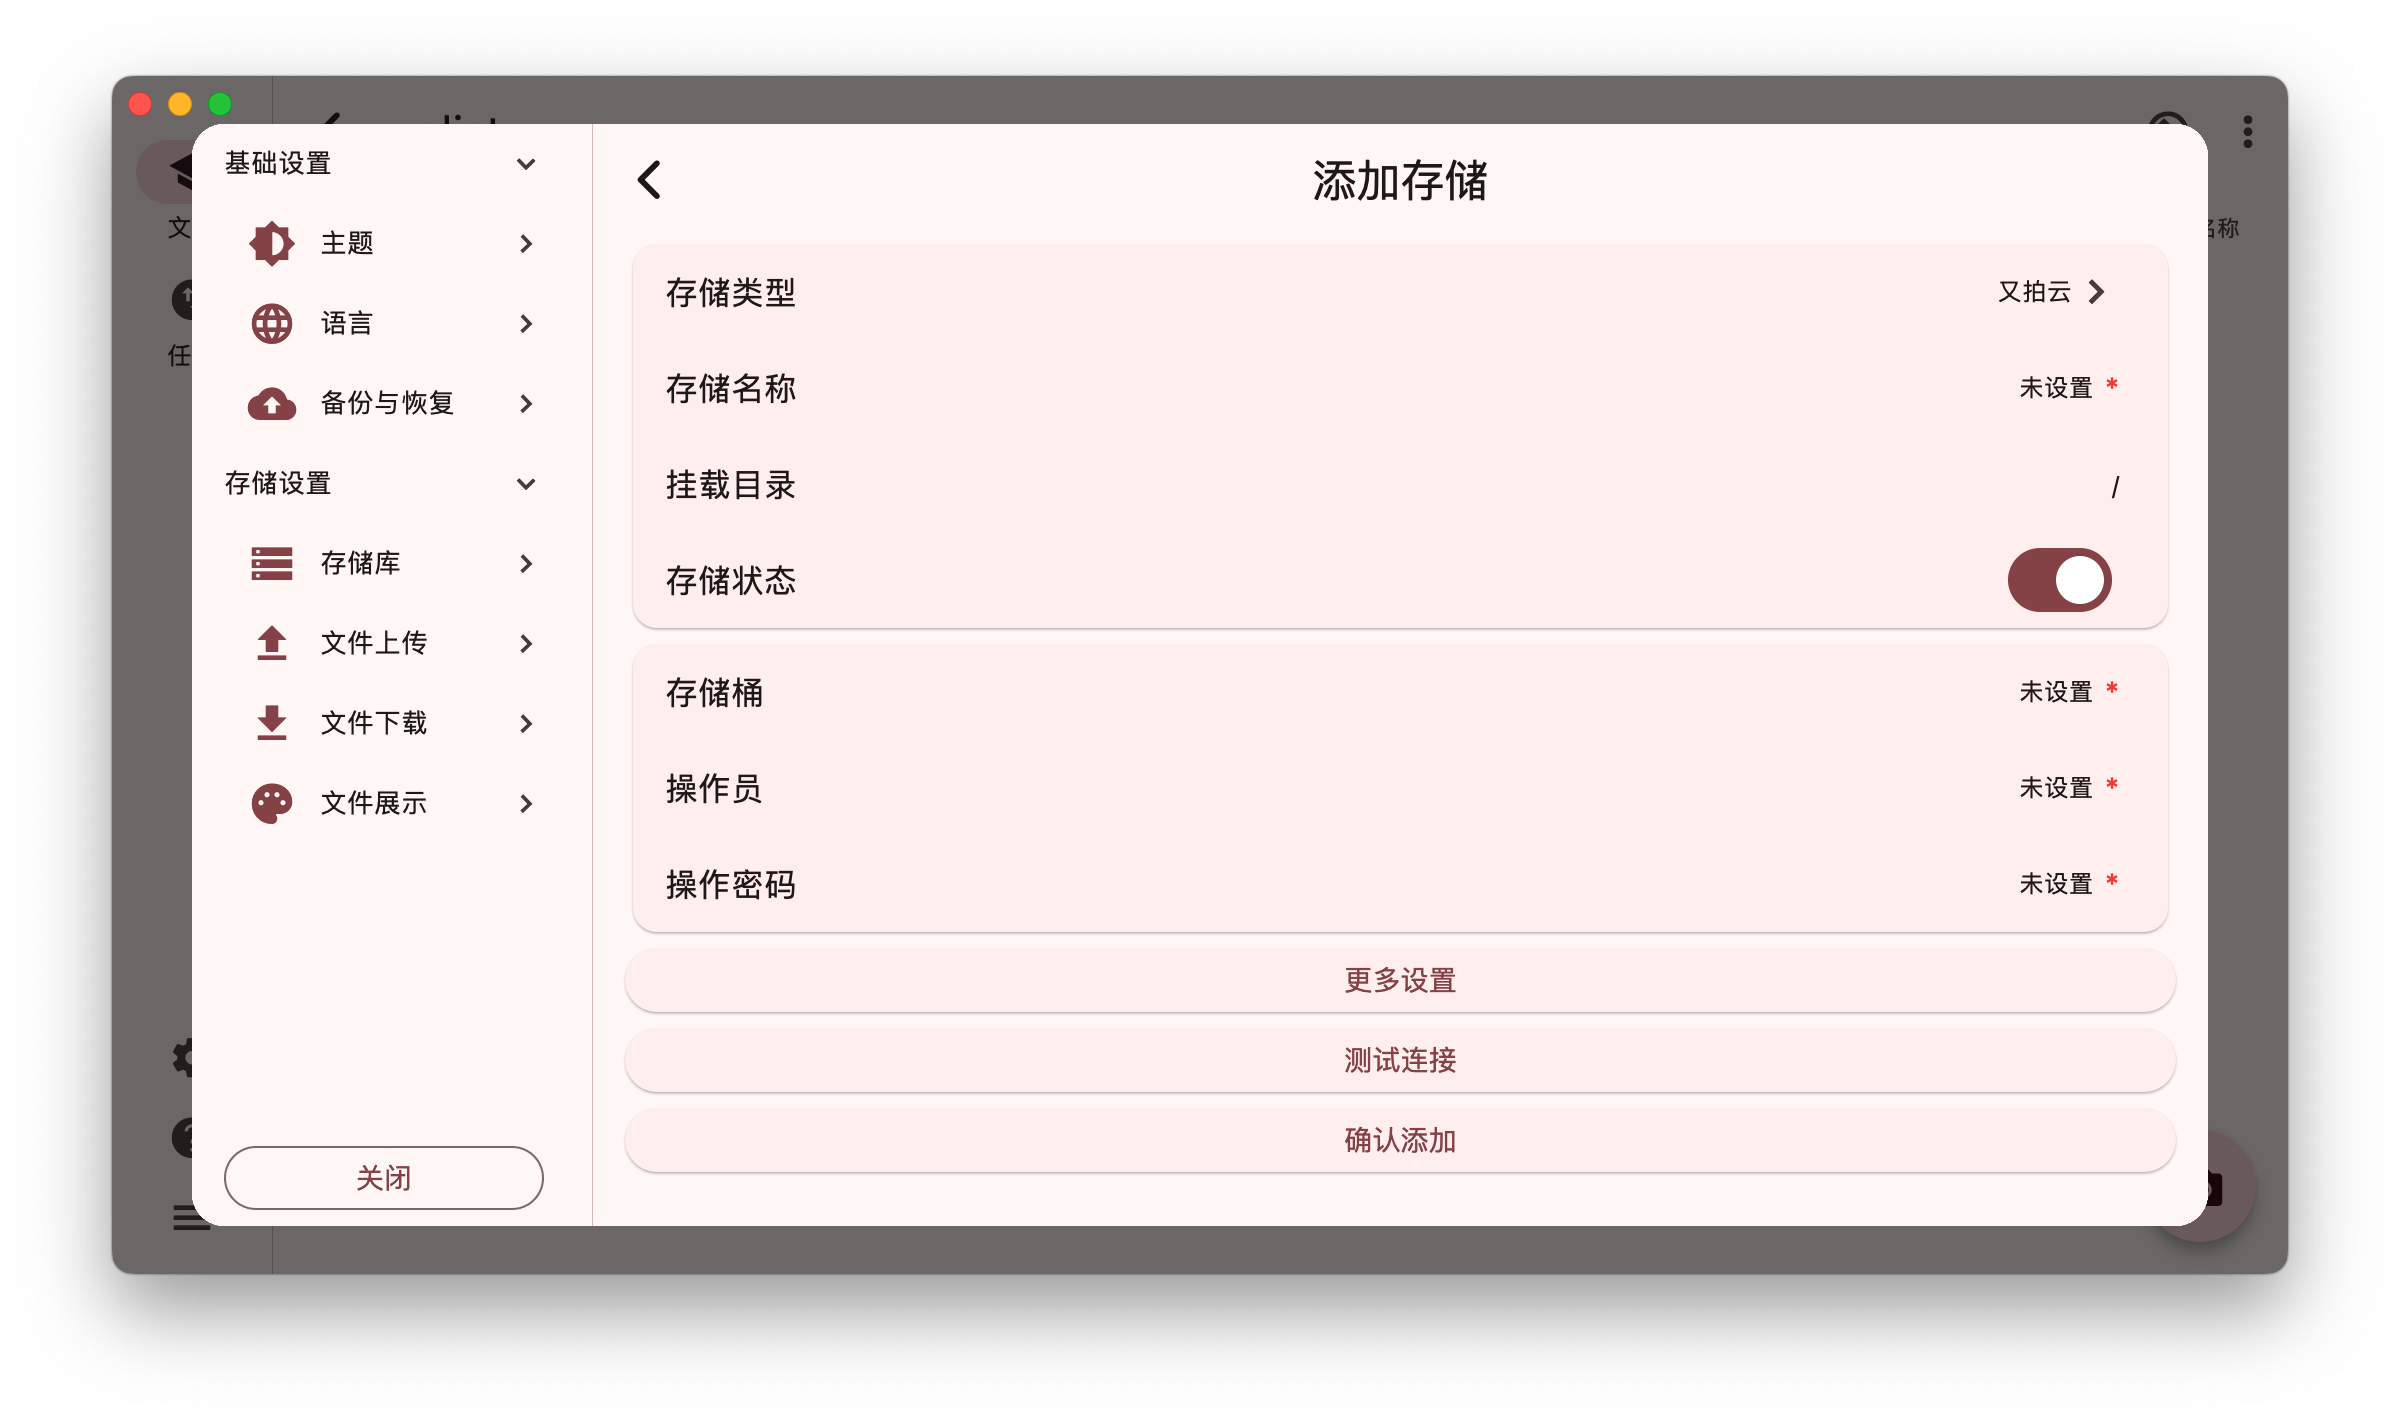 基础设置
主题
语言
备份与恢复
存储设置
存储库
文件上传
文件下载
文件展示
关闭
添加存储
存储类型 又拍云
存储名称 未设置 *
挂载目录 /
存储状态
存储桶 未设置 *
操作员 未设置 *
操作密码 未设置 *
更多设置
测试连接
确认添加
文
任
名称